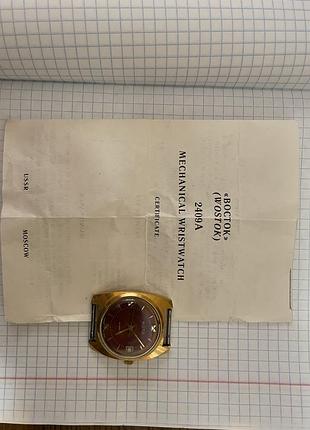 «ВОСТОК»
(WOSTOK)
2409A
MECHANICAL WRISTWATCH
CERTIFICATE
USSR MOSCOW